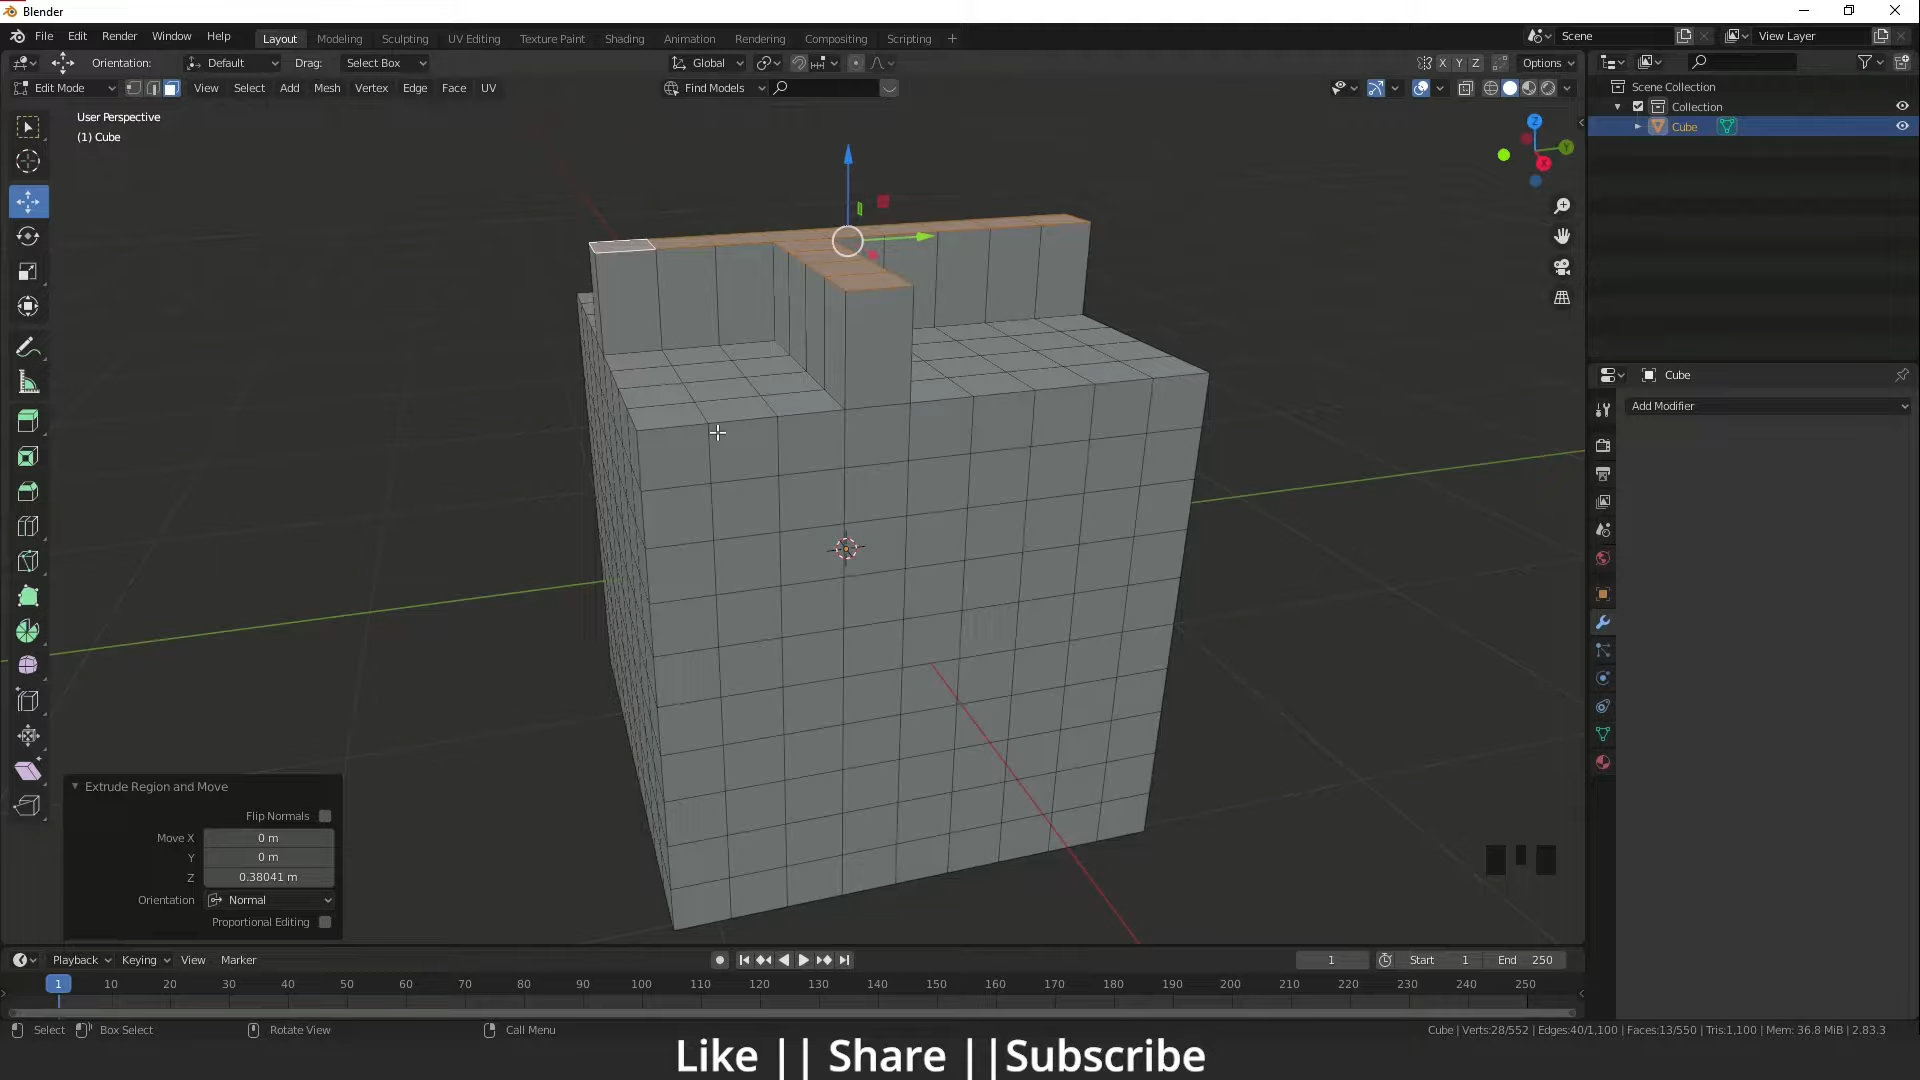 Blender
File Edit Render Window Help
Layout Modeling Sculpting UV Editing Texture Paint Shading Animation Rendering Compositing Scripting +
Scene
View Layer
Orientation: Default Drag: Select Box
Global
X Y Z Options
Edit Mode View Select Add Mesh Vertex Edge Face UV
Find Models
User Perspective
(1) Cube
Z
Y
X
Scene Collection
Collection
Cube
Cube
Add Modifier
Extrude Region and Move
Flip Normals
Move X 0 m
Y 0 m
Z 0.38041 m
Orientation Normal
Proportional Editing
Playback Keying View Marker
1 Start 1 End 250
1 10 20 30 40 50 60 70 80 90 100 110 120 130 140 150 160 170 180 190 200 210 220 230 240 250
Select Box Select Rotate View Call Menu
Cube | Verts:28/552 | Edges:40/1,100 | Faces:13/550 | Tris:1,100 | Mem: 36.8 MiB | 2.83.3
Like || Share ||Subscribe